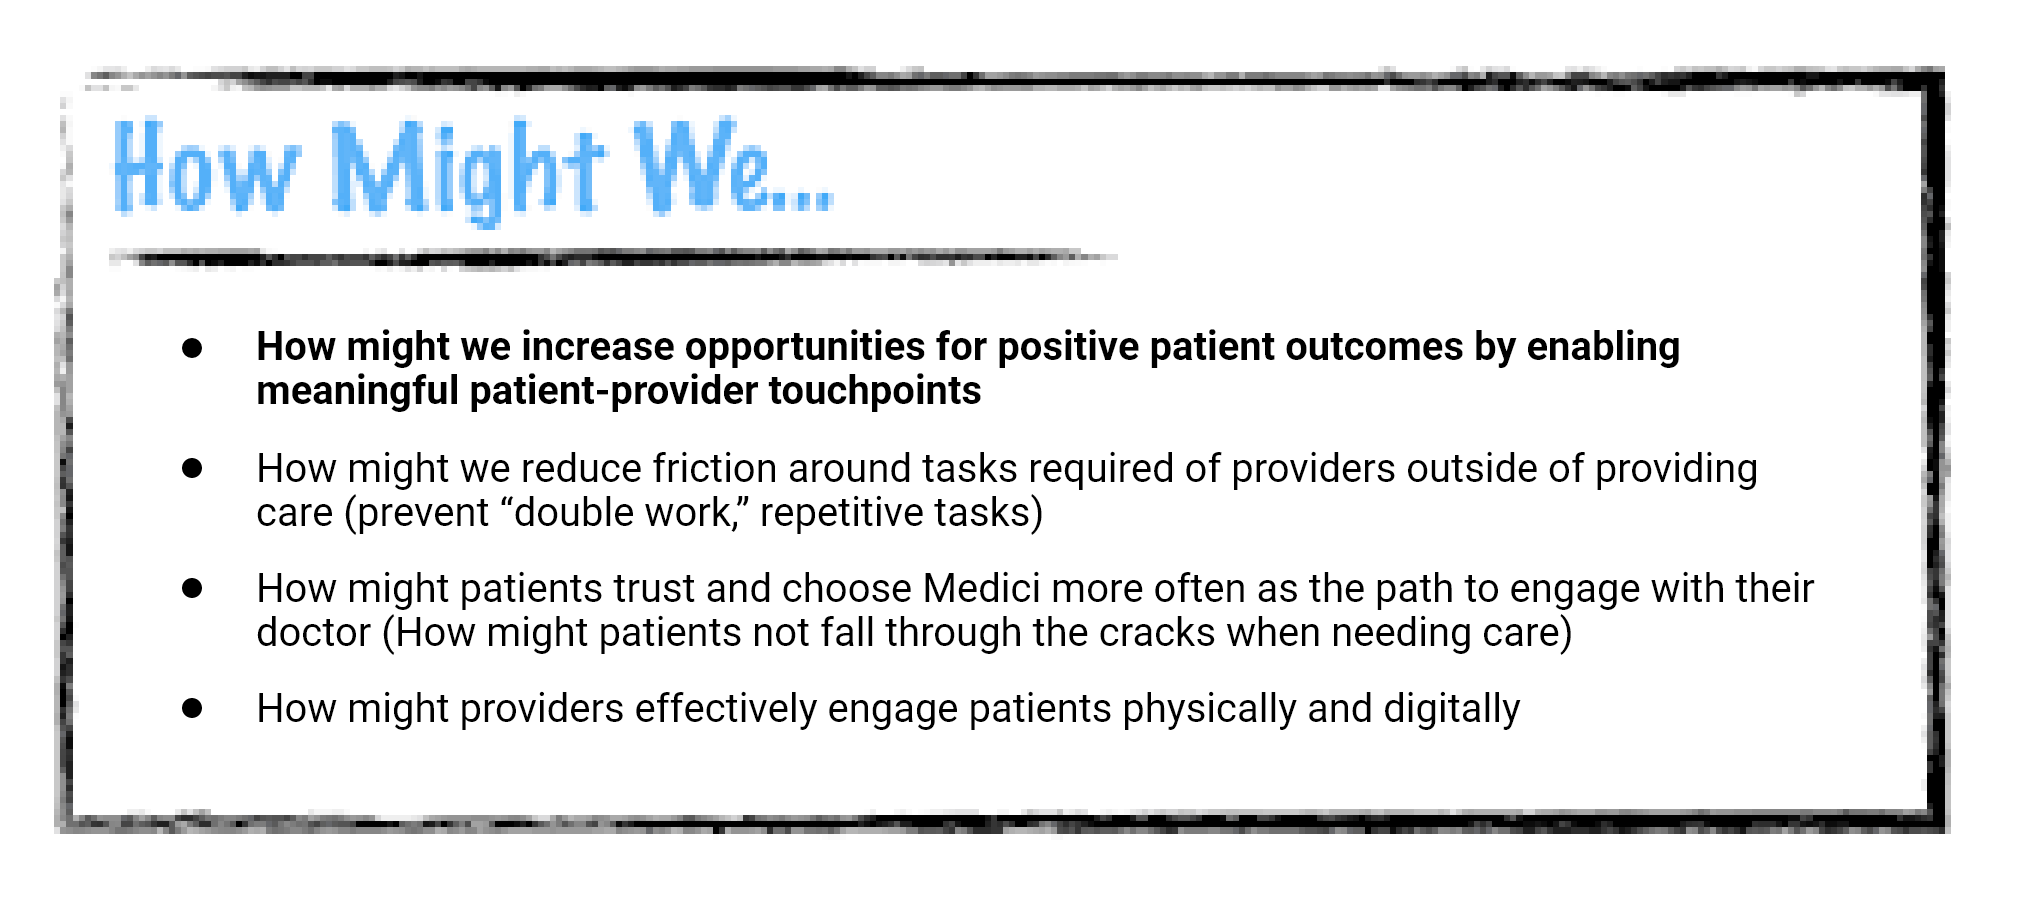 How Might We...
● How might we increase opportunities for positive patient outcomes by enabling
meaningful patient-provider touchpoints
● How might we reduce friction around tasks required of providers outside of providing
care (prevent “double work,” repetitive tasks)
● How might patients trust and choose Medici more often as the path to engage with their
doctor (How might patients not fall through the cracks when needing care)
● How might providers effectively engage patients physically and digitally